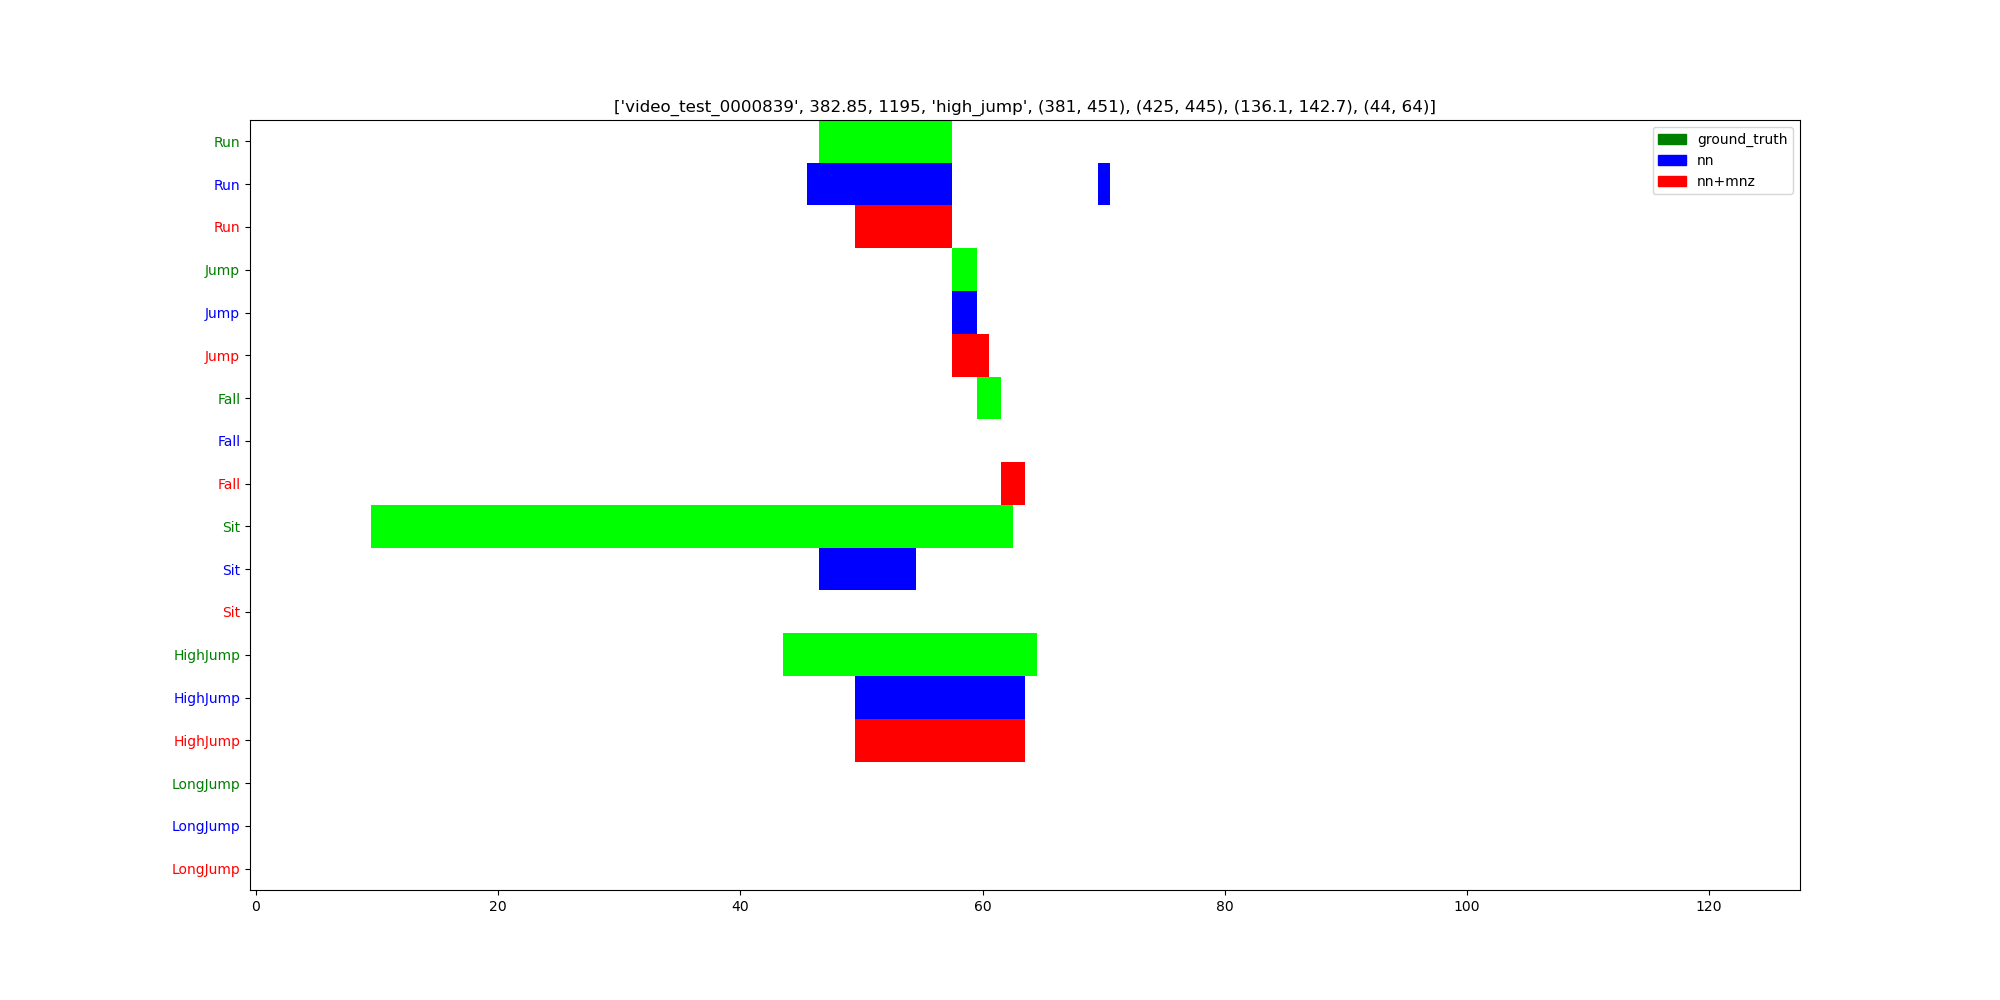 ['video_test_0000839', 382.85, 1195, 'high_jump', (381, 451), (425, 445), (136.1, 142.7), (44, 64)]
ground_truth
nn
nn+mnz
Run
Run
Run
Jump
Jump
Jump
Fall
Fall
Fall
Sit
Sit
Sit
HighJump
HighJump
HighJump
LongJump
LongJump
LongJump
0 20 40 60 80 100 120